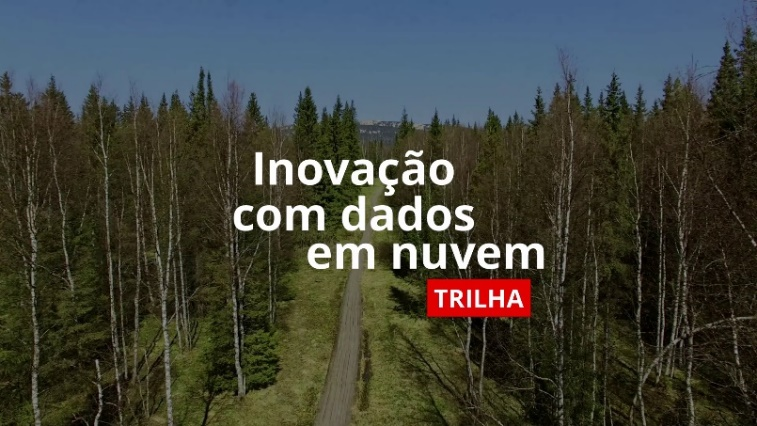 Inovação
com dados
em nuvem
TRILHA